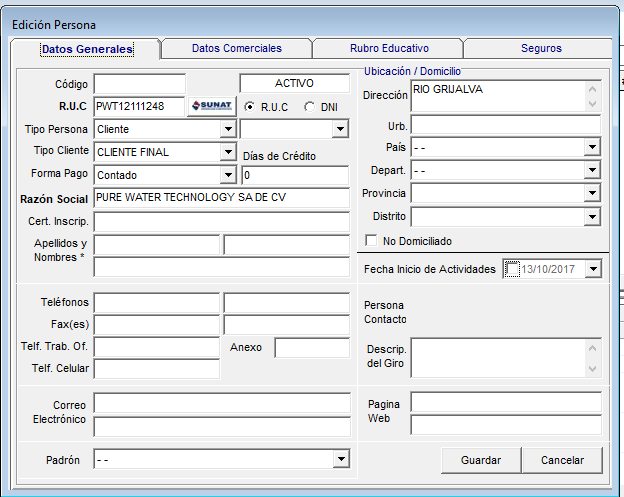 Edición Persona
Datos Generales
Datos Comerciales
Rubro Educativo
Seguros
Código
ACTIVO
R.U.C PWT12111248 SUNAT R.U.C DNI
Tipo Persona Cliente
Tipo Cliente CLIENTE FINAL
Días de Crédito
Forma Pago Contado 0
Razón Social PURE WATER TECHNOLOGY SA DE CV
Cert. Inscrip.
Apellidos y
Nombres *
Ubicación / Domicilio
Dirección RIO GRIJALVA
Urb.
País - -
Depart. - -
Provincia
Distrito
No Domiciliado
Fecha Inicio de Actividades 13/10/2017
Teléfonos
Fax(es)
Telf. Trab. Of. Anexo
Telf. Celular
Persona
Contacto
Descrip.
del Giro
Correo
Electrónico
Pagina
Web
Padrón - -
Guardar
Cancelar